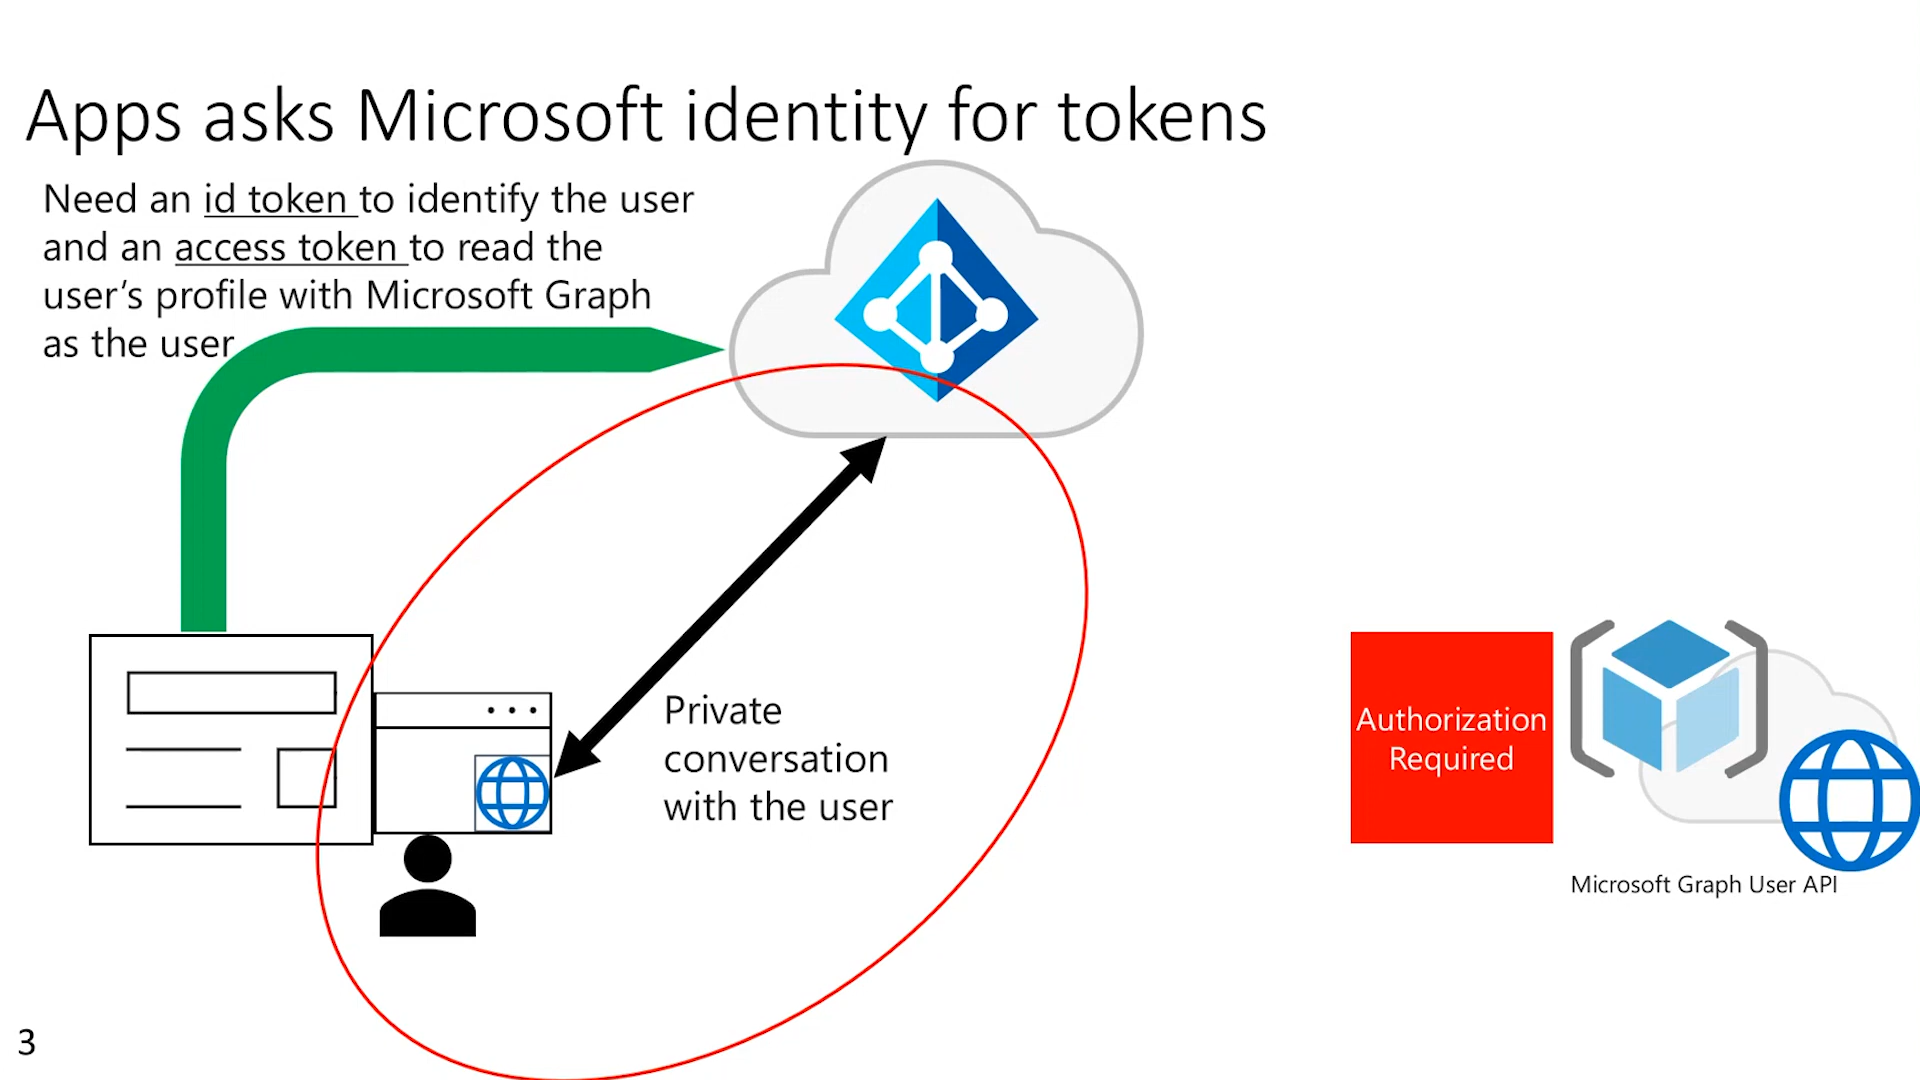 Apps asks Microsoft identity for tokens
Need an id token to identify the user
and an access token to read the
user’s profile with Microsoft Graph
as the user
Private
conversation
with the user
Authorization
Required
Microsoft Graph User API
3